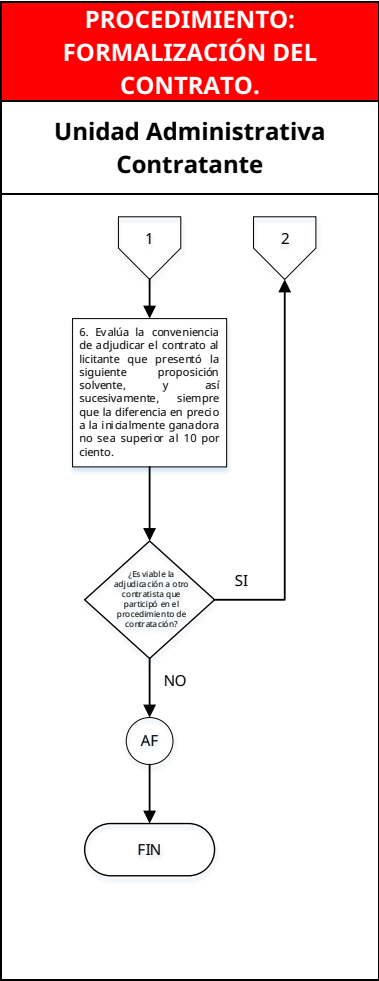 PROCEDIMIENTO:
FORMALIZACIÓN DEL
CONTRATO.
Unidad Administrativa
Contratante
1
2
6. Evalúa la conveniencia
de adjudicar el contrato al
licitante que presentó la
siguiente proposición
solvente, y así
sucesivamente, siempre
que la diferencia en precio
a la inicialmente ganadora
no sea superior al 10 por
ciento.
¿Es viable la
adjudicación a otro
contratista que
participó en el
procedimiento de
contratación?
SI
NO
AF
FIN